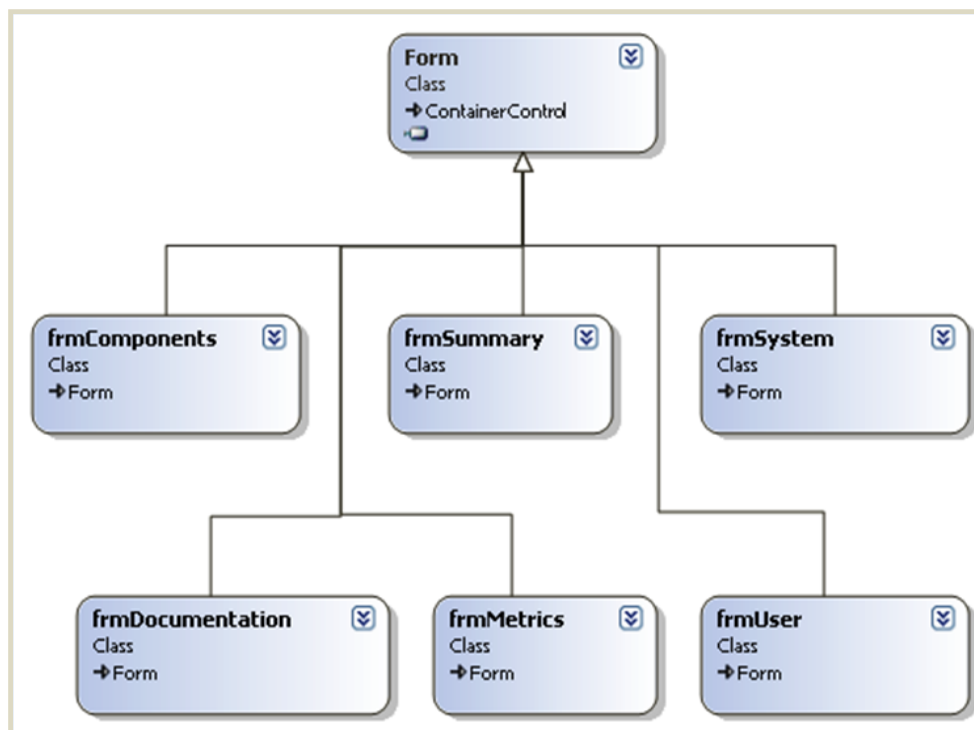 Form
Class
ContainerControl
frmComponents
Class
Form
frmSummary
Class
Form
frmSystem
Class
Form
frmDocumentation
Class
Form
frmMetrics
Class
Form
frmUser
Class
Form